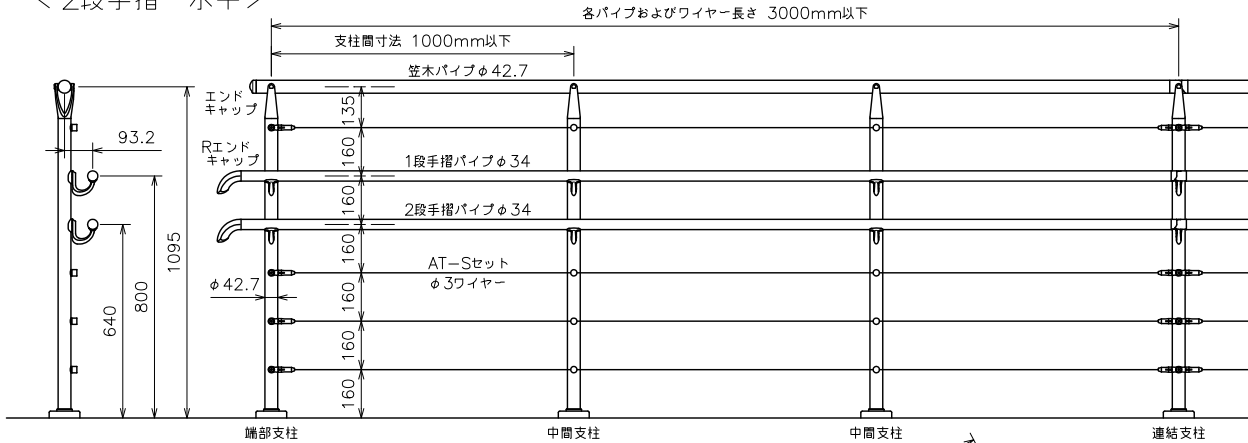 <2段手摺 水平>
各パイプおよびワイヤー長さ 3000mm以下
支柱間寸法 1000mm以下
笠木パイプφ42.7
エンド
キャップ
135
93.2
Rエンド
キャップ
160
1段手摺パイプφ34
160
2段手摺パイプφ34
1095
800
640
160
AT-Sセット
φ3ワイヤー
φ42.7
160
160
160
端部支柱
中間支柱
中間支柱
連結支柱